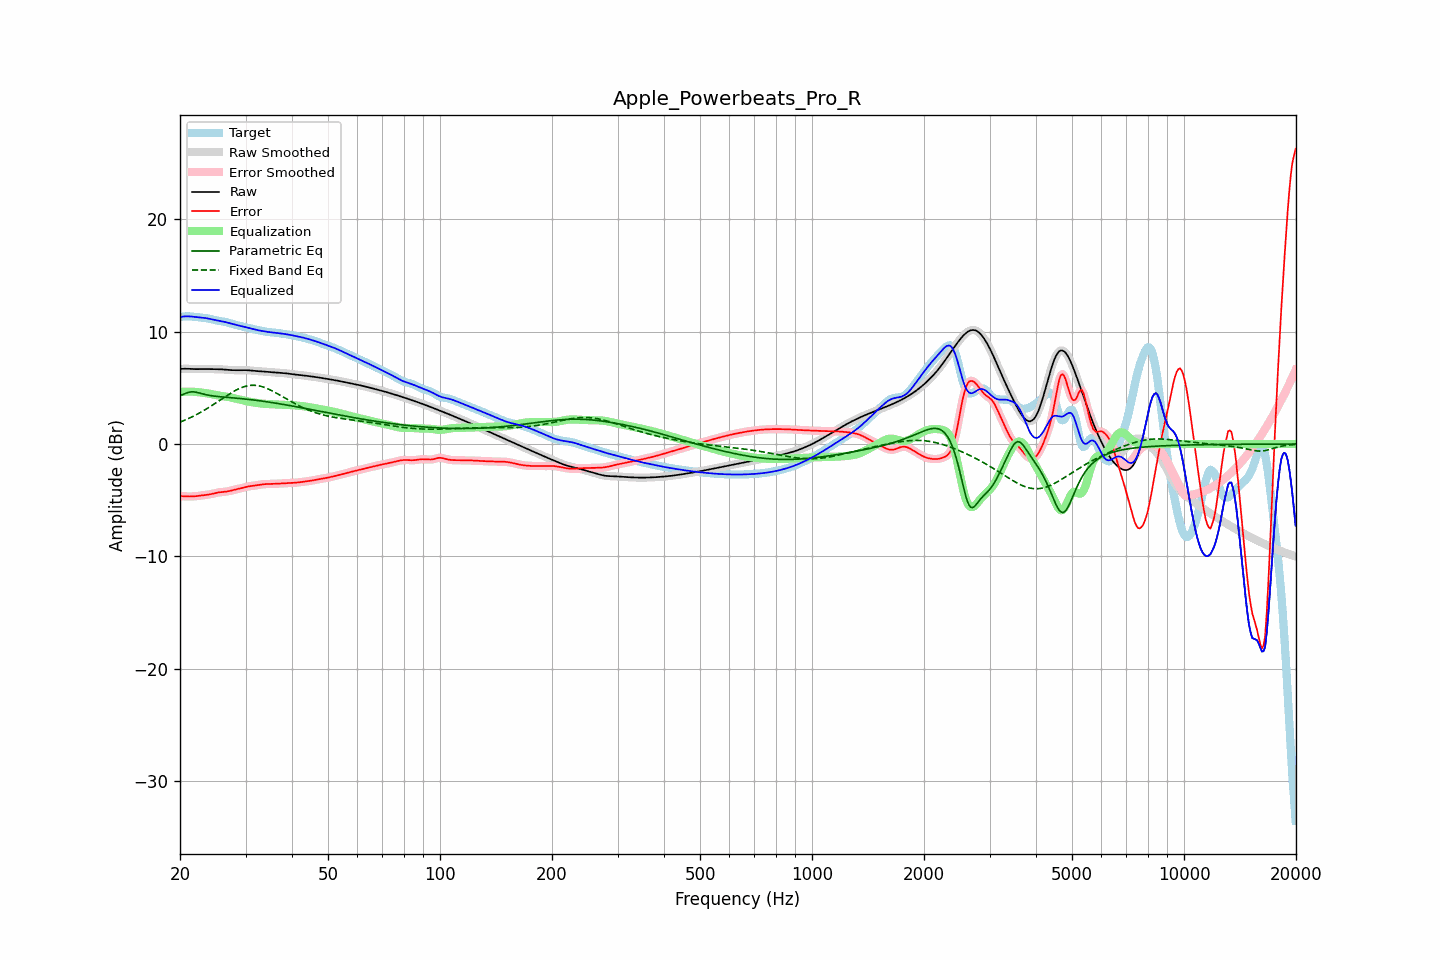 Apple_Powerbeats_Pro_R
Target
Raw Smoothed
Error Smoothed
Raw
Error
Equalization
Parametric Eq
Fixed Band Eq
Equalized
Amplitude (dBr)
20
10
0
−10
−20
−30
20 50 100 200 500 1000 2000 5000 10000 20000
Frequency (Hz)